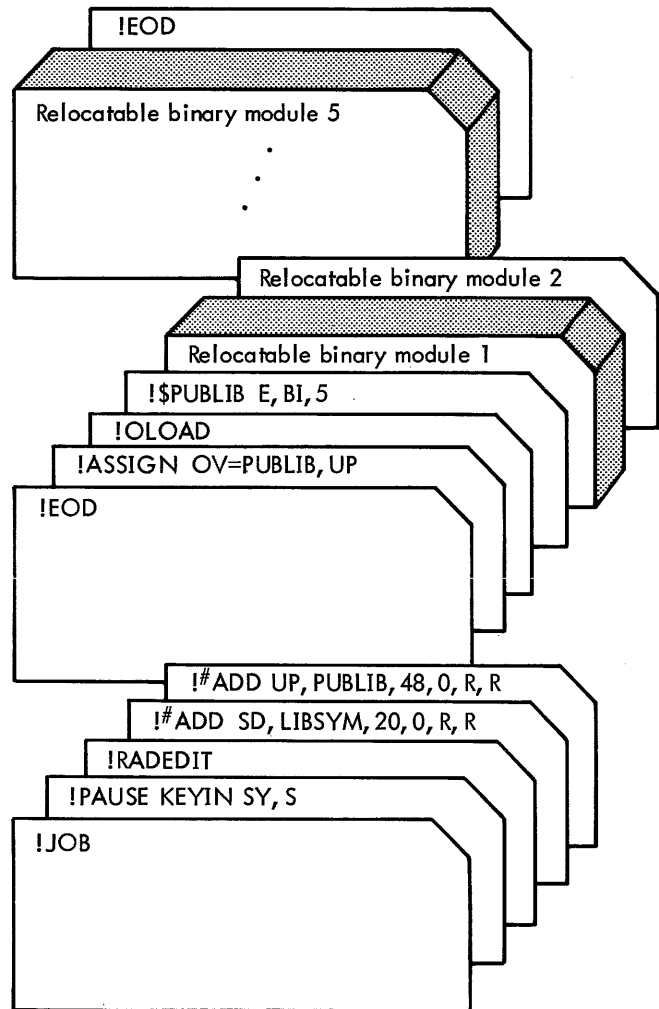 !EOD
Relocatable binary module 5
Relocatable binary module 2
Relocatable binary module 1
!$PUBLIB E, BI, 5
!OLOAD
!ASSIGN OV=PUBLIB, UP
!EOD
!#ADD UP, PUBLIB, 48, 0, R, R
!#ADD SD, LIBSYM, 20, 0, R, R
!RADEDIT
!PAUSE KEYIN SY, S
!JOB